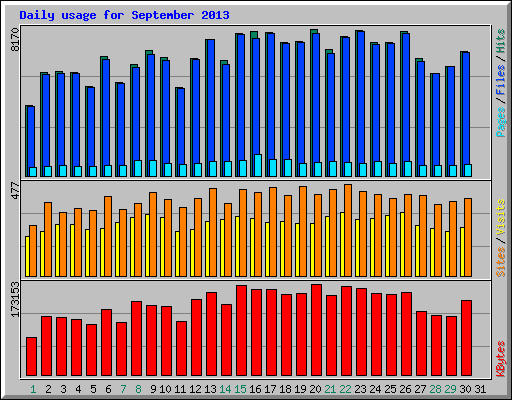 Daily usage for September 2013
8170
Pages / Files / Hits
477
Sites / Visits
173153
KBytes
1 2 3 4 5 6 7 8 9 10 11 12 13 14 15 16 17 18 19 20 21 22 23 24 25 26 27 28 29 30 31